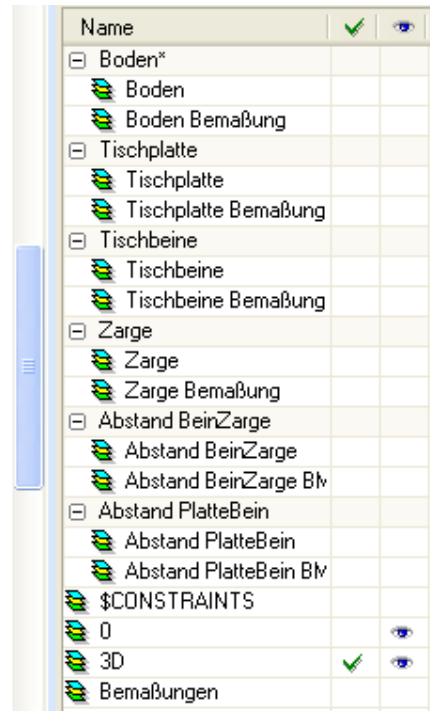 Name
Boden*
Boden
Boden Bemaßung
Tischplatte
Tischplatte
Tischplatte Bemaßung
Tischbeine
Tischbeine
Tischbeine Bemaßung
Zarge
Zarge
Zarge Bemaßung
Abstand BeinZarge
Abstand BeinZarge
Abstand BeinZarge BM
Abstand PlatteBein
Abstand PlatteBein
Abstand PlatteBein BM
$CONSTRAINTS
0
3D
Bemaßungen